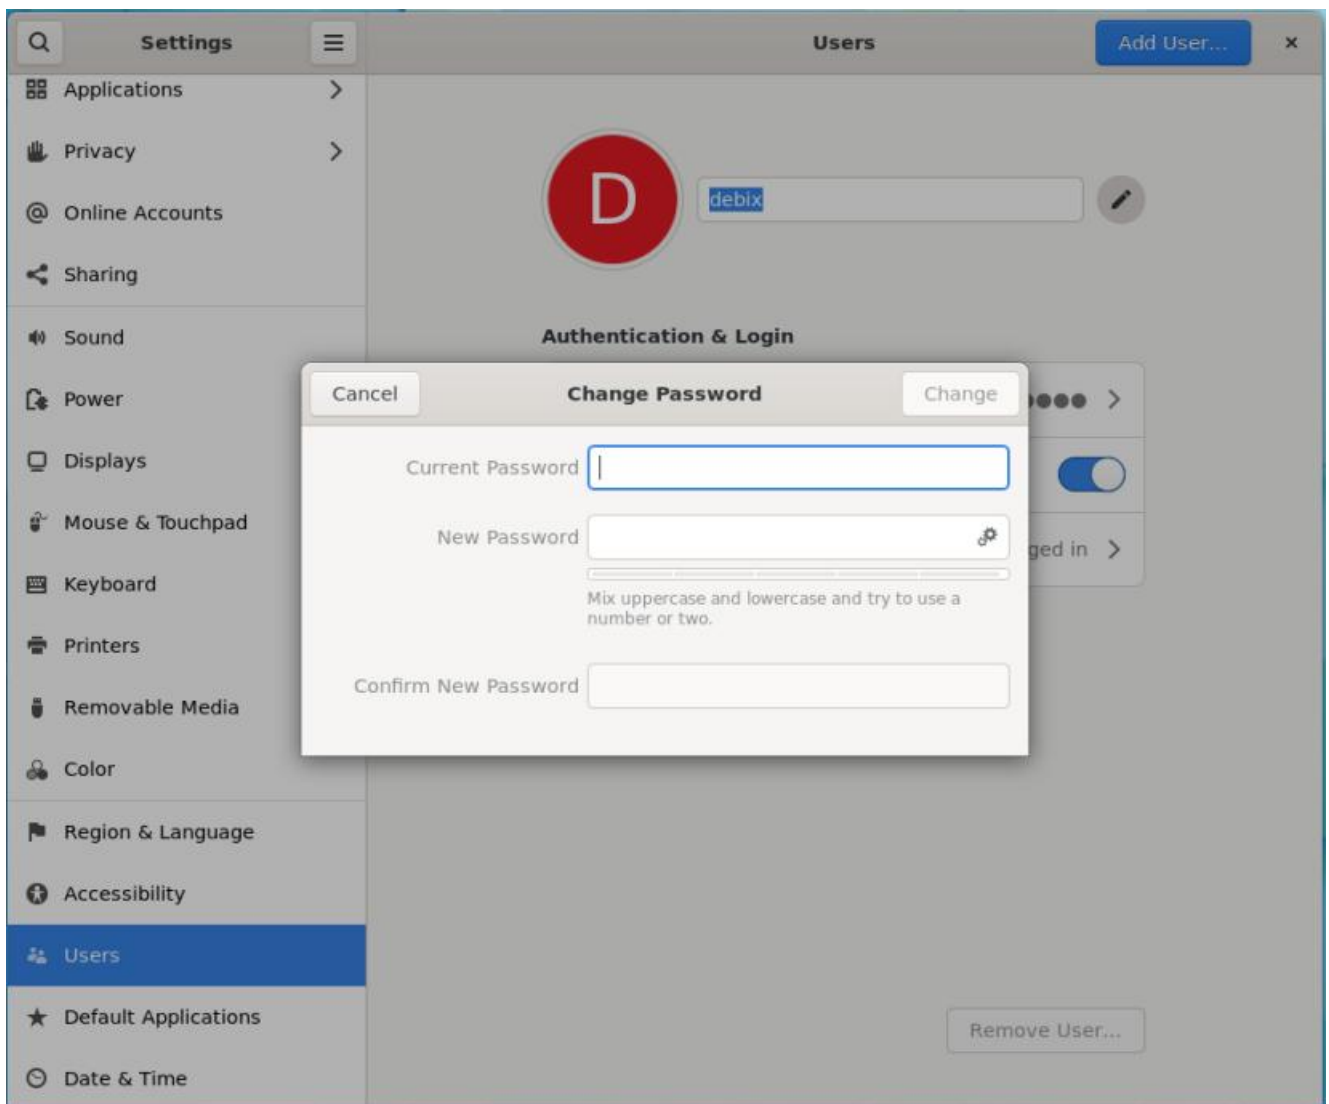 Settings
Users
Add User...
Applications
Privacy
Online Accounts
Sharing
Sound
Power
Displays
Mouse & Touchpad
Keyboard
Printers
Removable Media
Color
Region & Language
Accessibility
Users
Default Applications
Date & Time
D
debix
Authentication & Login
Cancel
Change Password
Change
Current Password
New Password
Mix uppercase and lowercase and try to use a
number or two.
Confirm New Password
ged in
Remove User...